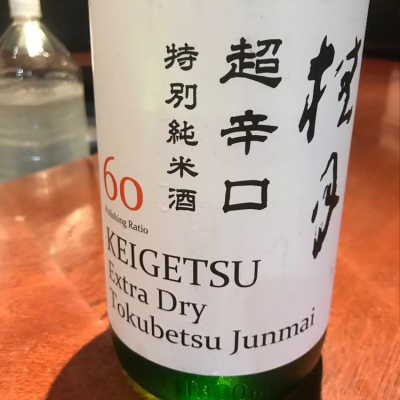 桂月
超辛口
特別純米酒
60
Polishing Ratio
KEIGETSU
Extra Dry
Tokubetsu Junmai